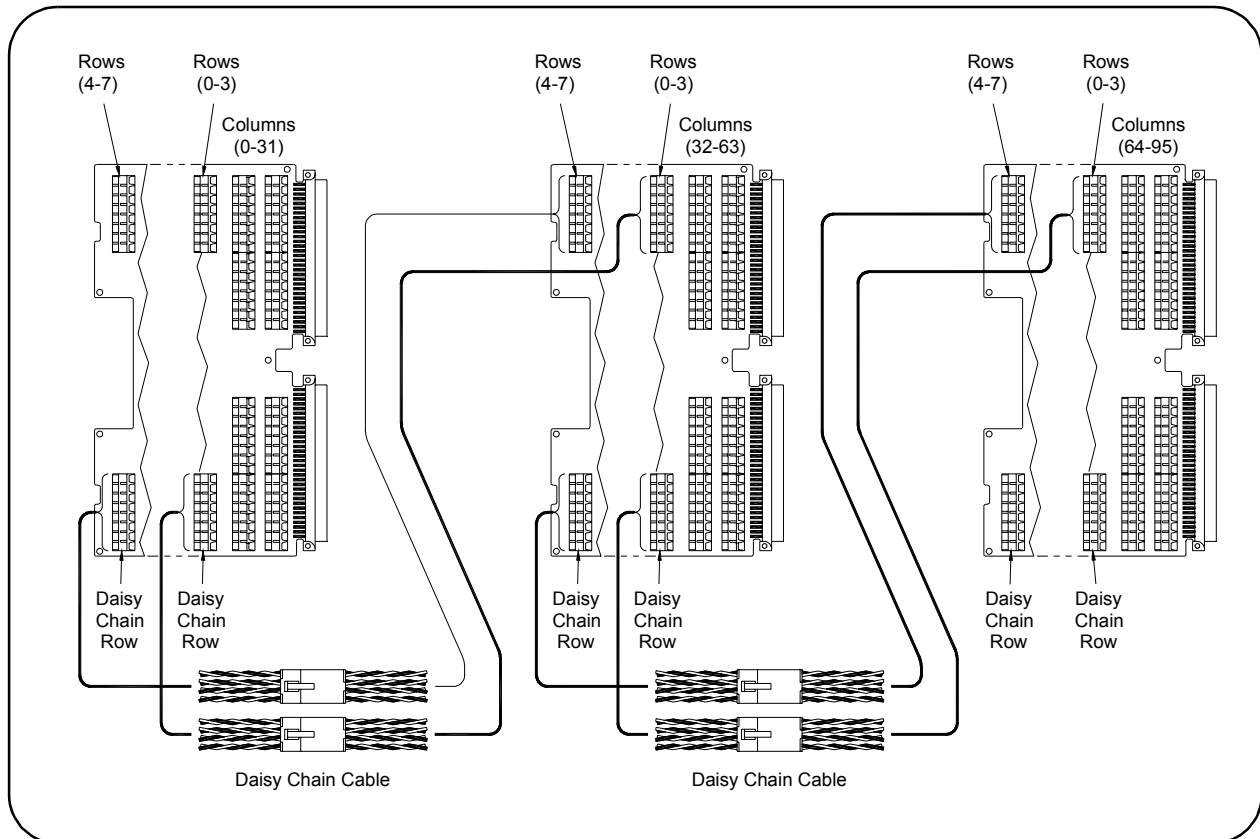 Rows
(4-7)
Rows
(0-3)
Columns
(0-31)
Rows
(4-7)
Rows
(0-3)
Columns
(32-63)
Rows
(4-7)
Rows
(0-3)
Columns
(64-95)
Daisy
Chain
Row
Daisy
Chain
Row
Daisy
Chain
Row
Daisy
Chain
Row
Daisy
Chain
Row
Daisy
Chain
Row
Daisy Chain Cable
Daisy Chain Cable